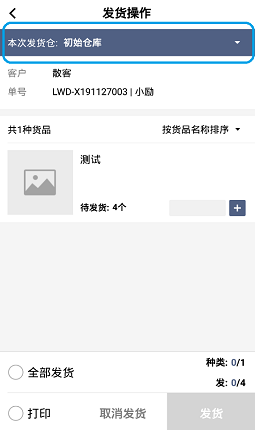 发货操作
本次发货仓: 初始仓库
客户 散客
单号 LWD-X191127003 | 小励
共1种货品 按货品名称排序
测试
待发货: 4个
种类: 0/1
全部发货
发: 0/4
打印 取消发货 发货